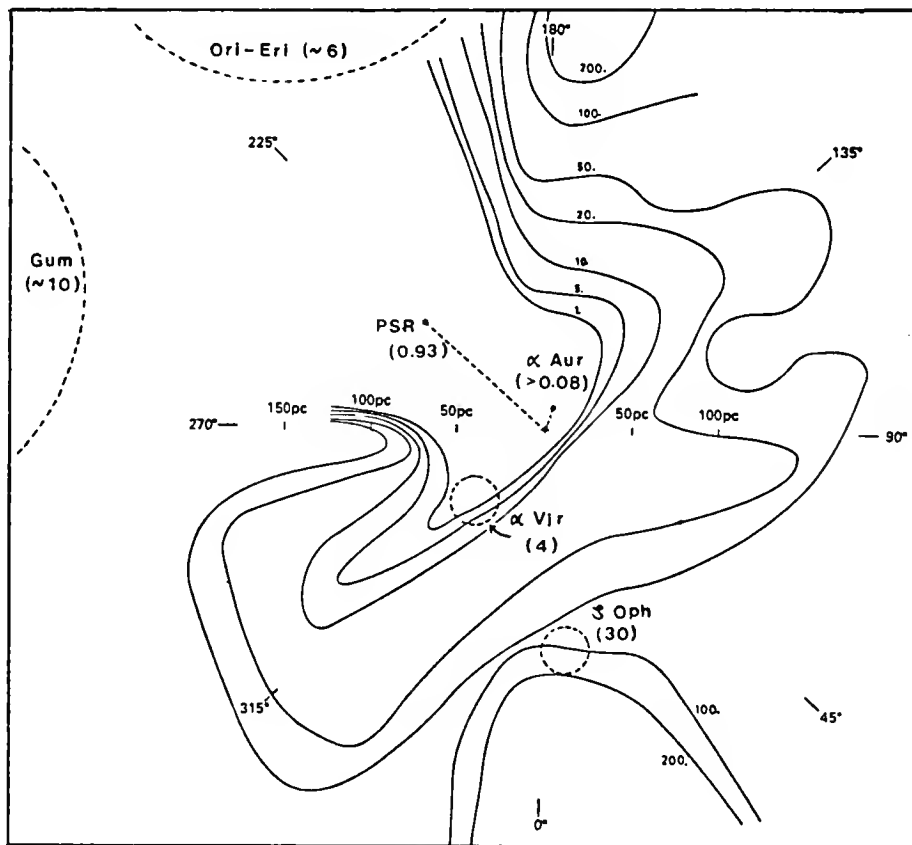 Ori-Eri (~6)
180°
200.
100.
225°
135°
50.
20.
Gum
(~10)
10.
5.
2.
PSR
(0.93)
α Aur
(>0.08)
270°
150pc
100pc
50pc
50pc
100pc
90°
α Vir
(4)
ζ Oph
(30)
315°
100.
45°
200.
0°